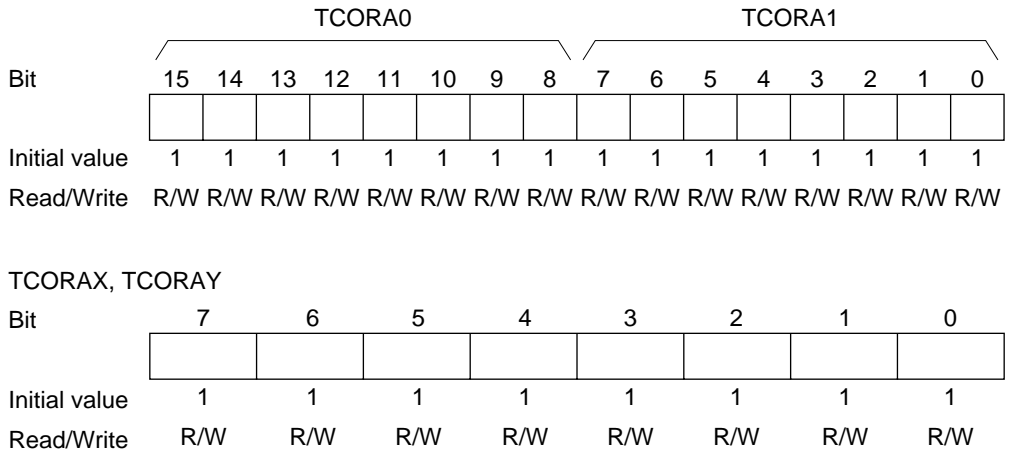 TCORA0 TCORA1
Bit 15 14 13 12 11 10 9 8 7 6 5 4 3 2 1 0
Initial value 1 1 1 1 1 1 1 1 1 1 1 1 1 1 1 1
Read/Write R/W R/W R/W R/W R/W R/W R/W R/W R/W R/W R/W R/W R/W R/W R/W R/W
TCORAX, TCORAY
Bit 7 6 5 4 3 2 1 0
Initial value 1 1 1 1 1 1 1 1
Read/Write R/W R/W R/W R/W R/W R/W R/W R/W